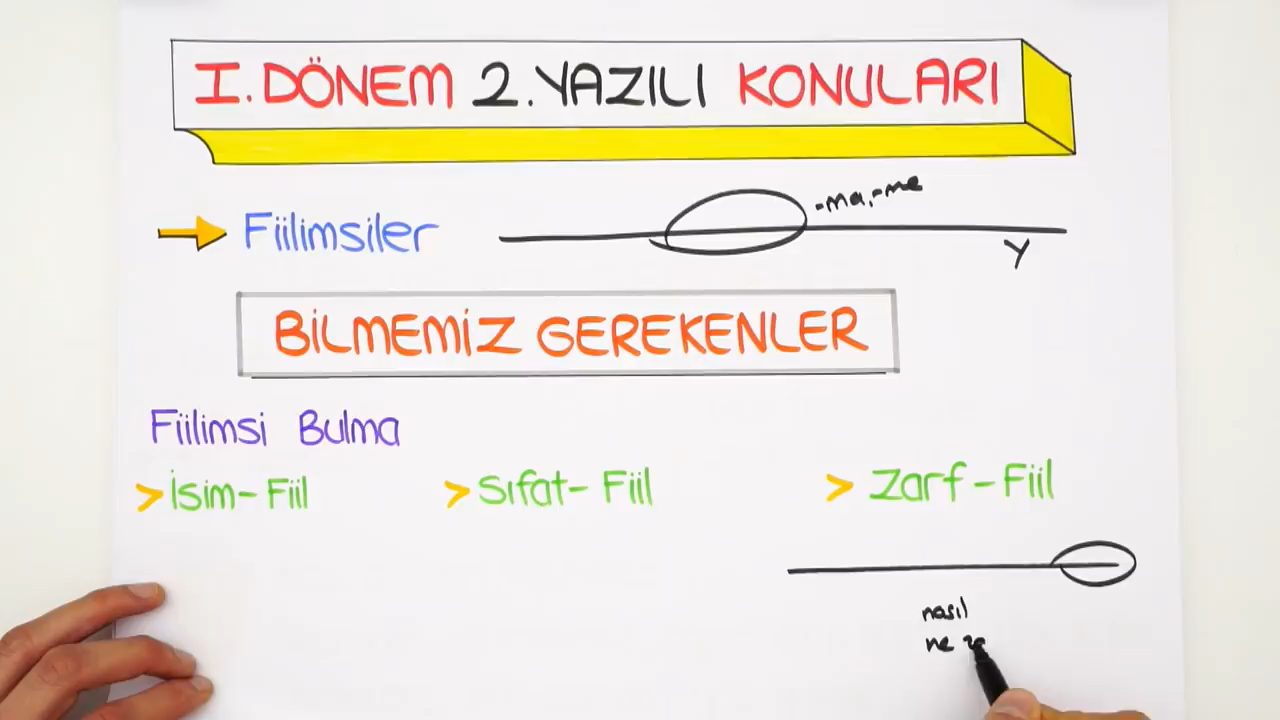 I. DÖNEM 2. YAZILI KONULARI
-ma, -me
Fiilimsiler
Y
BİLMEMİZ GEREKENLER
Fiilimsi Bulma
> İsim-Fiil > Sıfat-Fiil > Zarf-Fiil
nasıl
ne